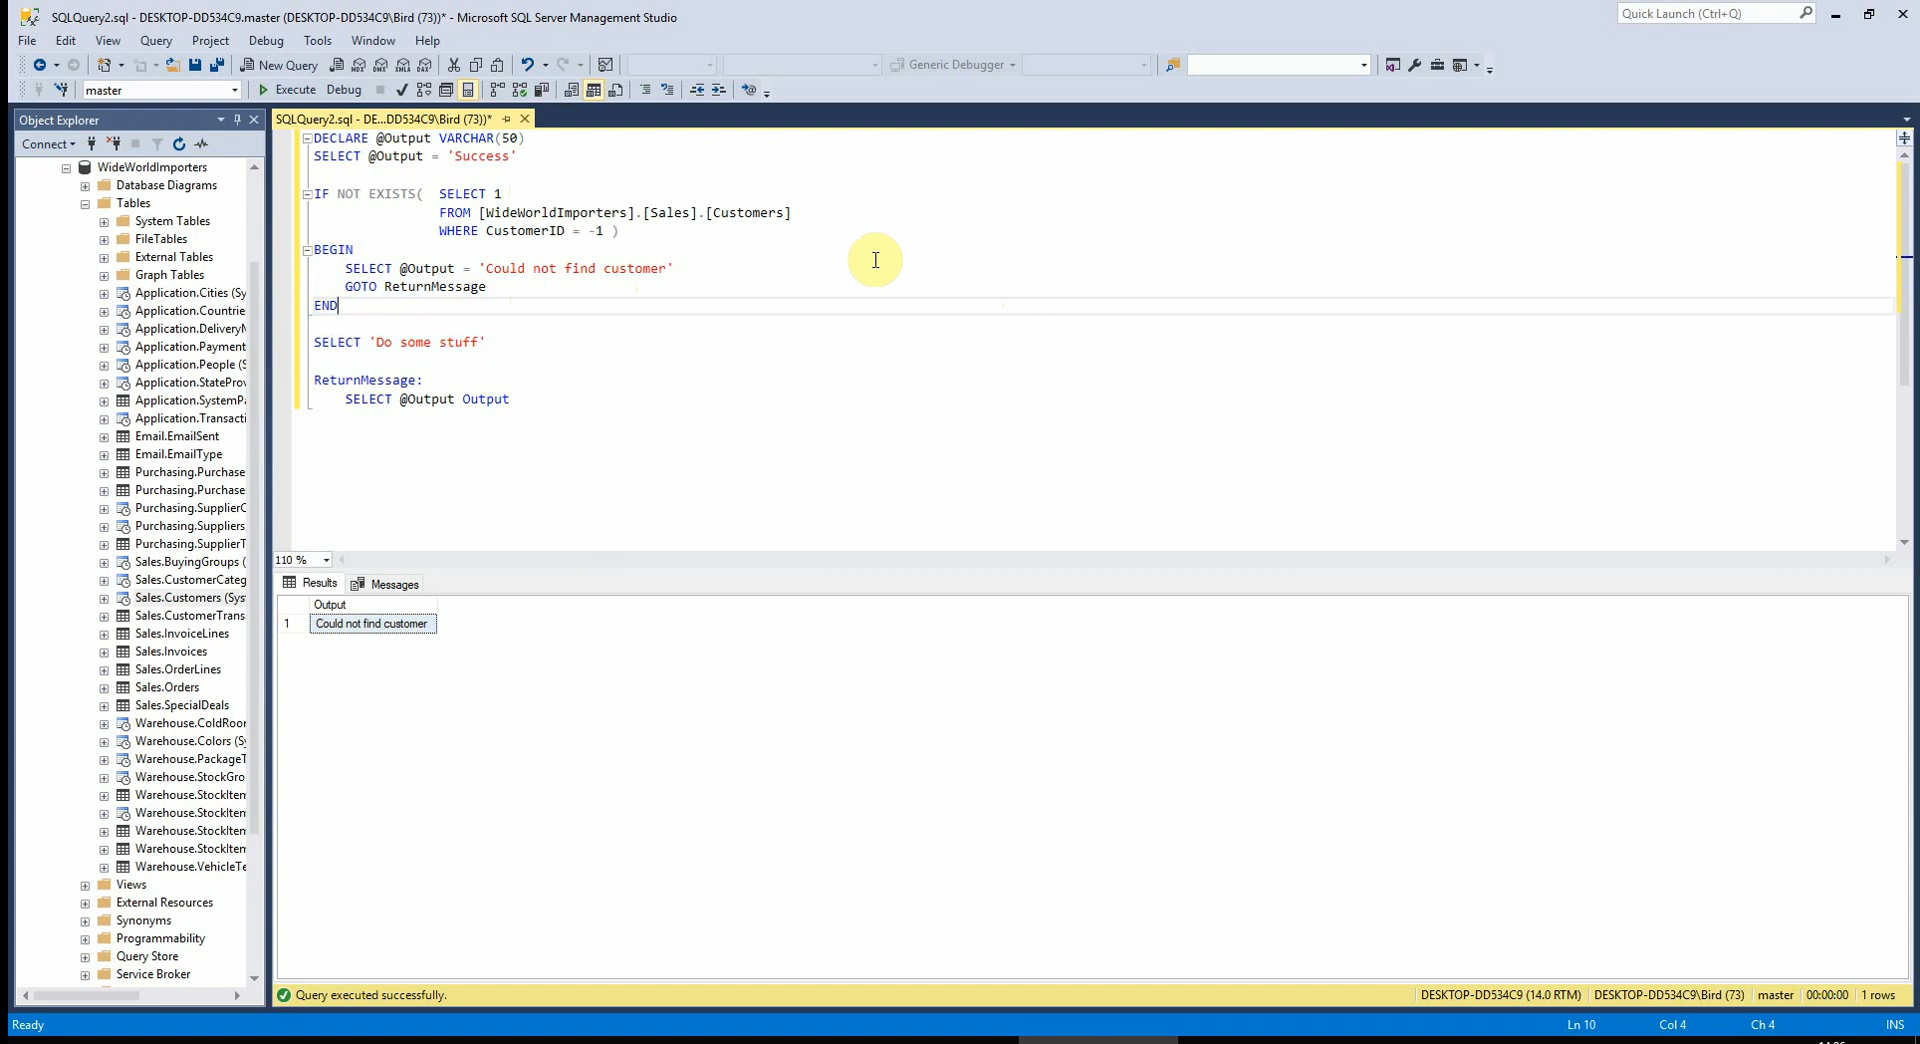 SQLQuery2.sql - DESKTOP-DD534C9.master (DESKTOP-DD534C9\Bird (73))* - Microsoft SQL Server Management Studio
Quick Launch (Ctrl+Q)
File Edit View Query Project Debug Tools Window Help
New Query
Generic Debugger
master
Execute Debug
Object Explorer
SQLQuery2.sql - DE...DD534C9\Bird (73))*
Connect
WideWorldImporters
Database Diagrams
Tables
System Tables
FileTables
External Tables
Graph Tables
Application.Cities (Sy
Application.Countrie
Application.DeliveryM
Application.Payment
Application.People (S
Application.StatePro
Application.SystemPa
Application.Transacti
Email.EmailSent
Email.EmailType
Purchasing.Purchase
Purchasing.Purchase
Purchasing.SupplierC
Purchasing.Suppliers
Purchasing.SupplierT
Sales.BuyingGroups (
Sales.CustomerCateg
Sales.Customers (Syst
Sales.CustomerTrans
Sales.InvoiceLines
Sales.Invoices
Sales.OrderLines
Sales.Orders
Sales.SpecialDeals
Warehouse.ColdRoor
Warehouse.Colors (Sy
Warehouse.PackageT
Warehouse.StockGro
Warehouse.StockItem
Warehouse.StockItem
Warehouse.StockItem
Warehouse.StockItem
Warehouse.VehicleTe
Views
External Resources
Synonyms
Programmability
Query Store
Service Broker
DECLARE @Output VARCHAR(50)
SELECT @Output = 'Success'
IF NOT EXISTS( SELECT 1
FROM [WideWorldImporters].[Sales].[Customers]
WHERE CustomerID = -1 )
BEGIN
SELECT @Output = 'Could not find customer'
GOTO ReturnMessage
END
SELECT 'Do some stuff'
ReturnMessage:
SELECT @Output Output
110 %
Results Messages
Output
1 Could not find customer
Query executed successfully.
DESKTOP-DD534C9 (14.0 RTM) DESKTOP-DD534C9\Bird (73) master 00:00:00 1 rows
Ready
Ln 10 Col 4 Ch 4 INS